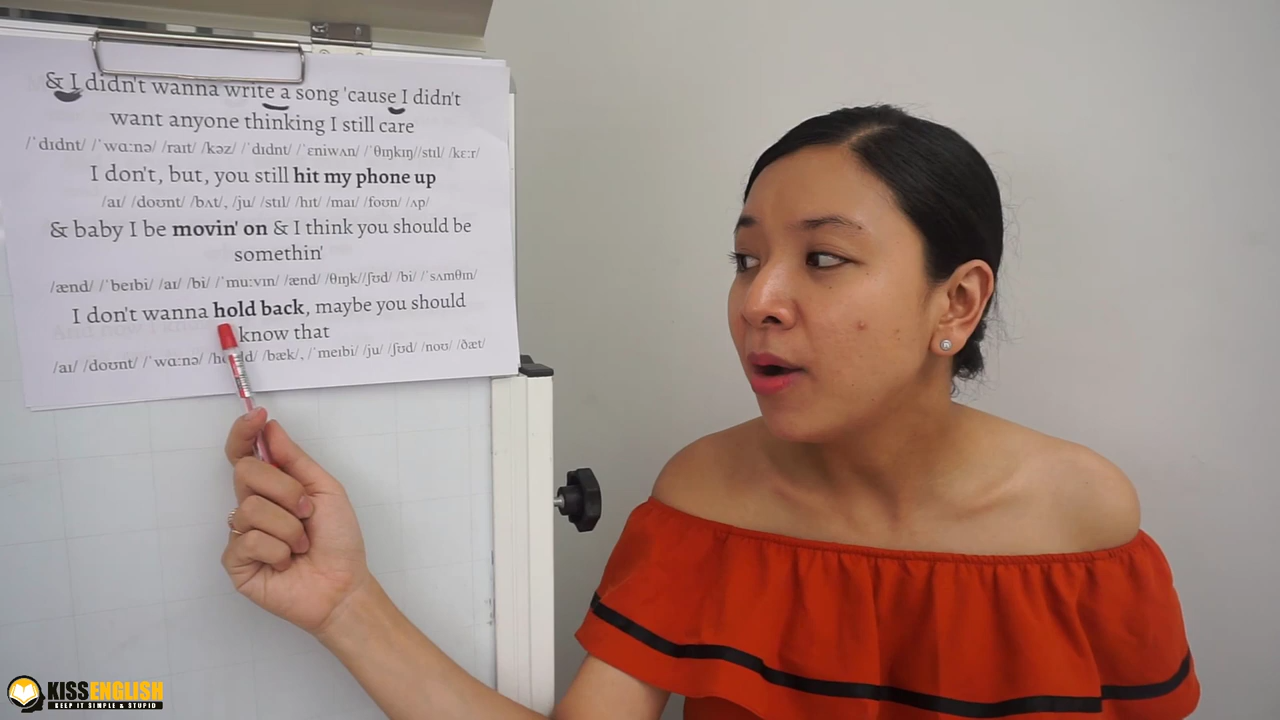 & I didn't wanna write a song 'cause I didn't
want anyone thinking I still care
/ˈdɪdnt/ /ˈwɑːnə/ /raɪt/ /kəz/ /ˈdɪdnt/ /ˈɛniwʌn/ /ˈθɪŋkɪŋ//stɪl/ /kɛːr/
I don't, but, you still hit my phone up
/aɪ/ /doʊnt/ /bʌt/, /ju/ /stɪl/ /hɪt/ /maɪ/ /foʊn/ /ʌp/
& baby I be movin' on & I think you should be
somethin'
/ænd/ /ˈbeɪbi/ /aɪ/ /bi/ /ˈmuːvɪn/ /ænd/ /θɪŋk//ʃʊd/ /bi/ /ˈsʌmθɪn/
I don't wanna hold back, maybe you should
know that
/aɪ/ /doʊnt/ /ˈwɑːnə/ /bæk/, /ˈmeɪbi/ /ju/ /ʃʊd/ /noʊ/ /ðæt/
KISSENGLISH
KEEP IT SIMPLE & STUPID